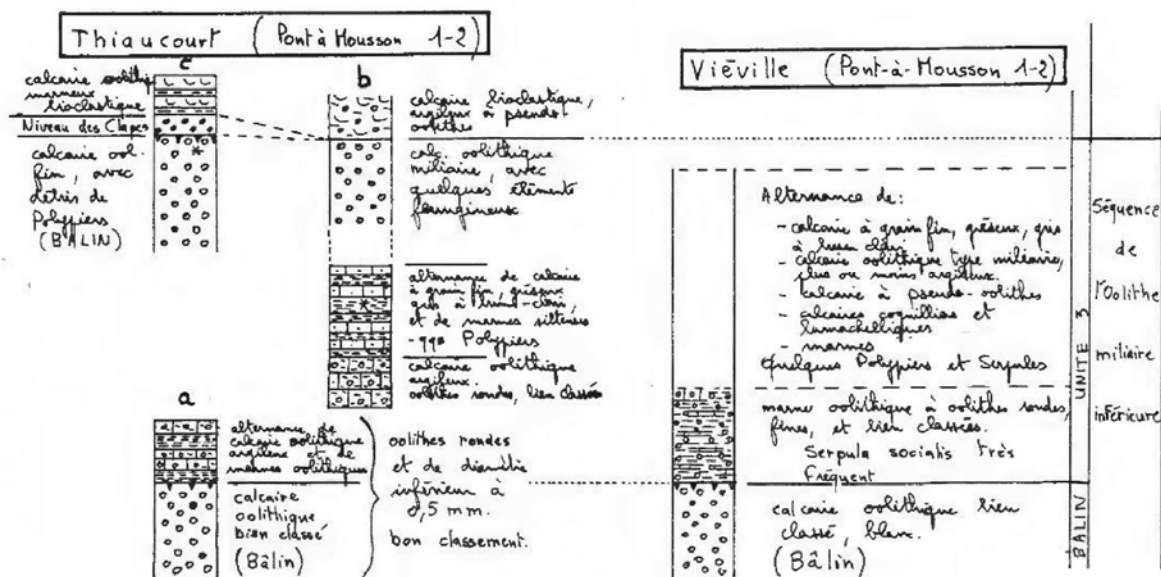 Thiaucourt (Pont à Mousson 1-2)
c
calcaire oolithiq
marneux
bioclastique
Niveau des Clapes
calcaire ool.
fin, avec
débris de
Polypiers
(BÂLIN)
b
calcaire bioclastique,
argileux à pseudo-
oolithes
calc. oolithique
miliaire, avec
quelques éléments
ferrugineux
alternance de calcaire
à grain fin, gréseux
gris à brun-clair,
et de marnes silteuses
-qqs Polypiers
calcaire oolithique
argileux.
oolithes rondes, bien classées
a
alternance de
calcaire oolithique
argileux et de
marnes oolithiques
calcaire
oolithique
bien classé
(Bâlin)
oolithes rondes
et de diamètre
inférieur à
0,5 mm.
bon classement.
Viéville (Pont-à-Mousson 1-2)
Alternance de:
- calcaire à grain fin, gréseux, gris
à brun clair
- calcaire oolithique type miliaire,
plus ou moins argileux.
- calcaire à pseudo-oolithes
- calcaires coquilliers et
lumachelliques
- marnes
Quelques Polypiers et Serpules
marne oolithique à oolithes rondes,
fines, et bien classées.
Serpula socialis très
fréquent
calcaire oolithique bien
classé, blanc.
(Bâlin)
UNITE 3
BÂLIN
Séquence
de
l'Oolithe
miliaire
inférieure